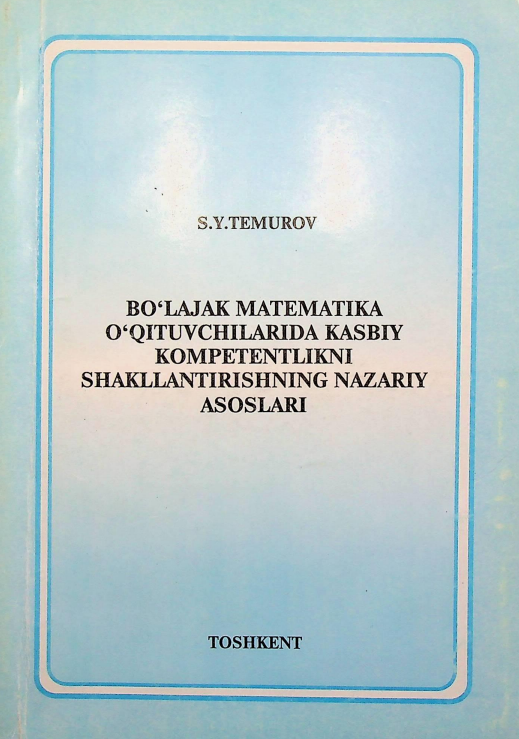 S.Y.TEMUROV
BO‘LAJAK MATEMATIKA
O‘QITUVCHILARIDA KASBIY
KOMPETENTLIKNI
SHAKLLANTIRISHNING NAZARIY
ASOSLARI
TOSHKENT